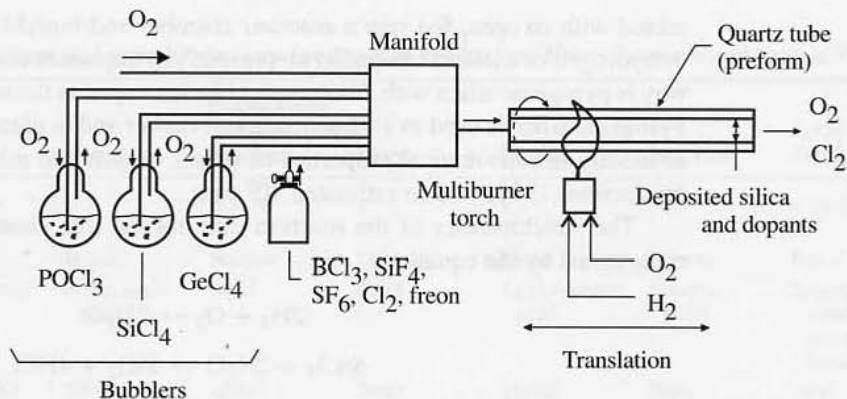 O2
Manifold
Quartz tube
(preform)
O2 O2 O2 O2
O2
Cl2
Multiburner
torch
Deposited silica
and dopants
POCl3
GeCl4
SiCl4
BCl3, SiF4,
SF6, Cl2, freon
O2
H2
Translation
Bubblers